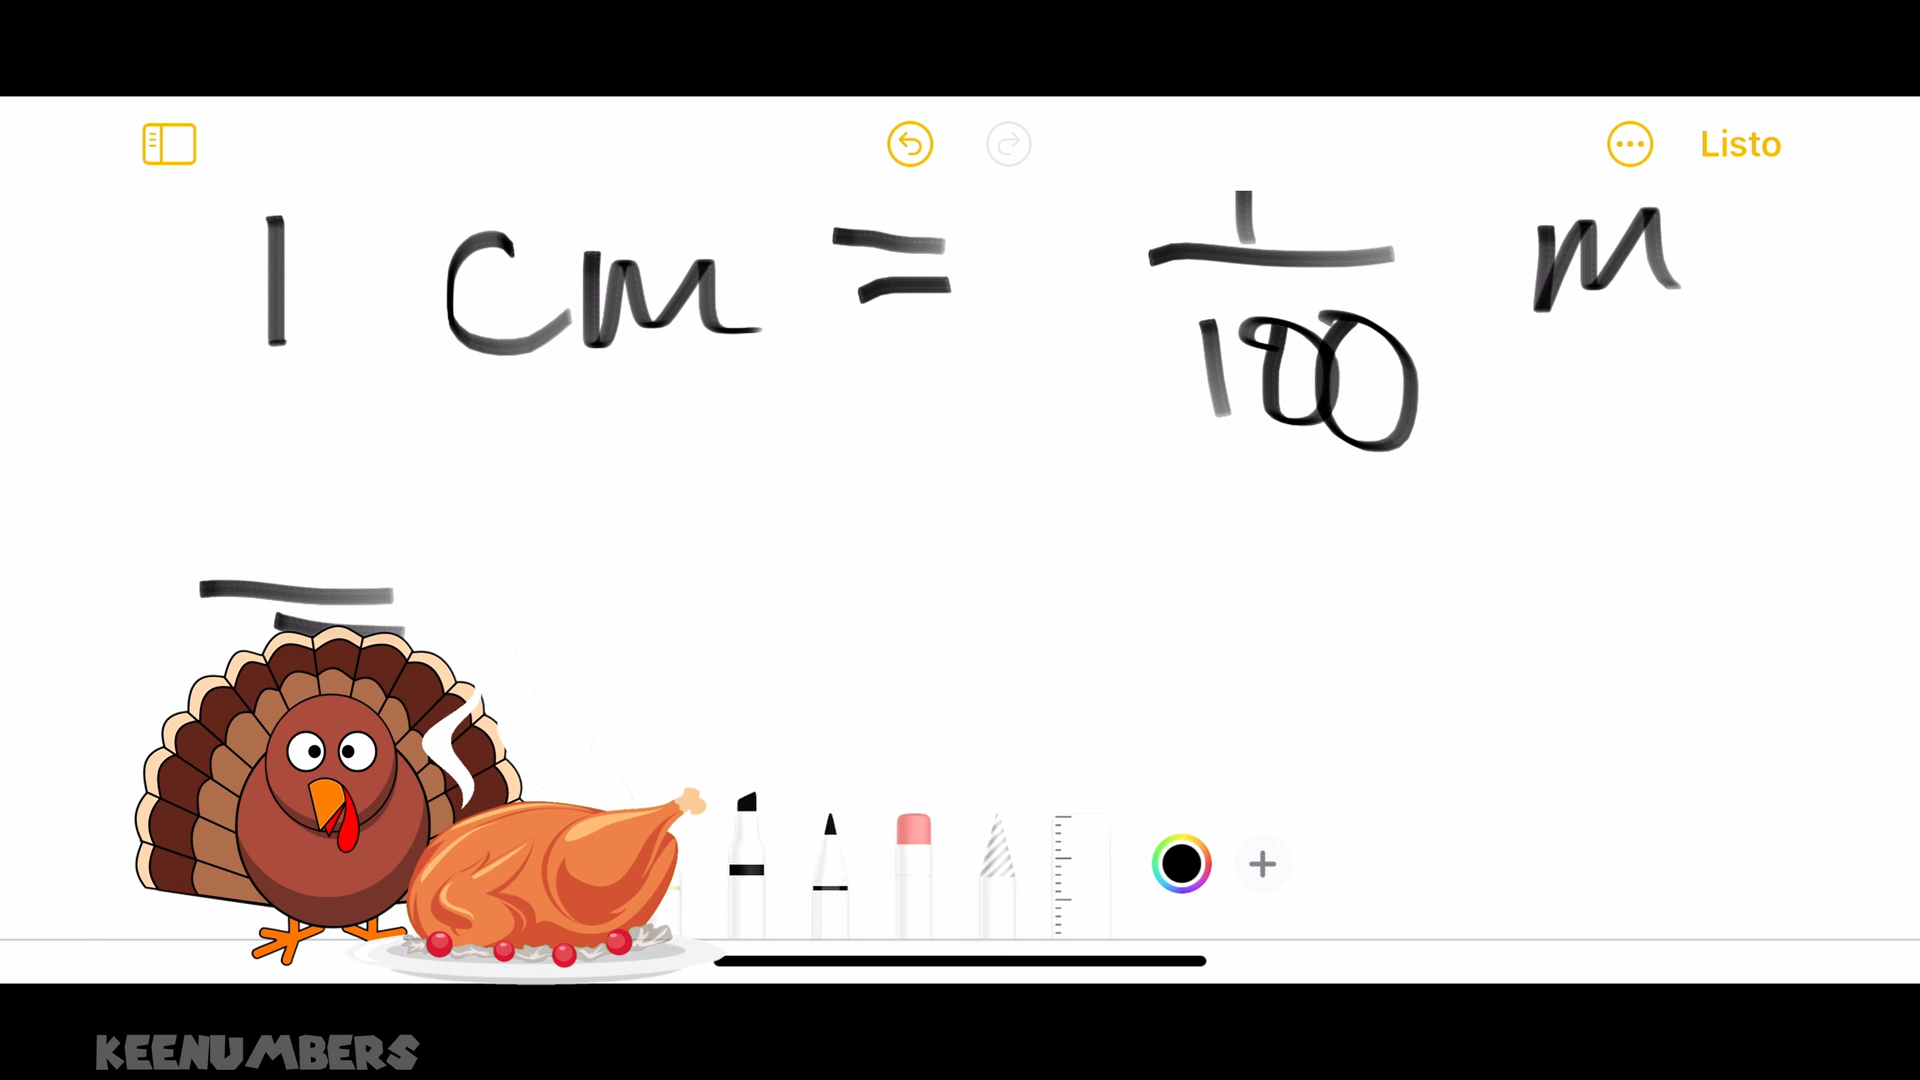 Listo
1 cm = 1/100 m
=
KEENUMBERS